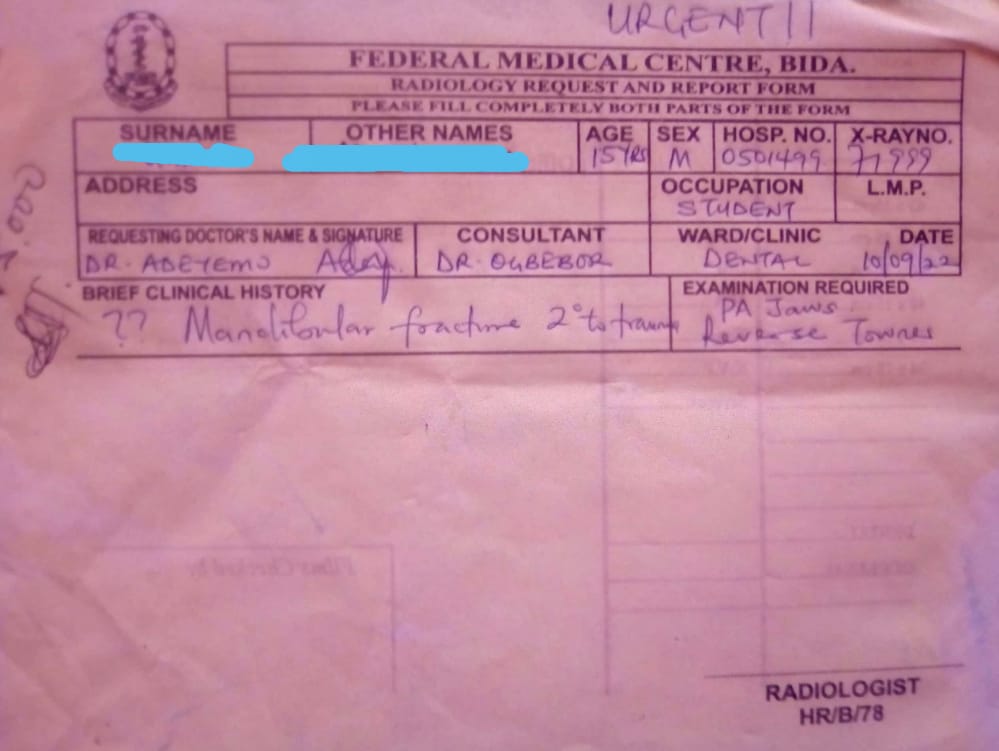 URGENT!!
FEDERAL MEDICAL CENTRE, BIDA.
RADIOLOGY REQUEST AND REPORT FORM
PLEASE FILL COMPLETELY BOTH PARTS OF THE FORM
SURNAME OTHER NAMES AGE SEX HOSP. NO. X-RAYNO.
15YRS M 0501499 71999
ADDRESS OCCUPATION L.M.P.
STUDENT
REQUESTING DOCTOR'S NAME & SIGNATURE CONSULTANT WARD/CLINIC DATE
DR. ADEYEMO DR. OGBEBOR DENTAL 10/09/22
BRIEF CLINICAL HISTORY EXAMINATION REQUIRED
?? Mandibular fracture 2° to trauma PA Jaws
Reverse Townes
RADIOLOGIST
HR/B/78